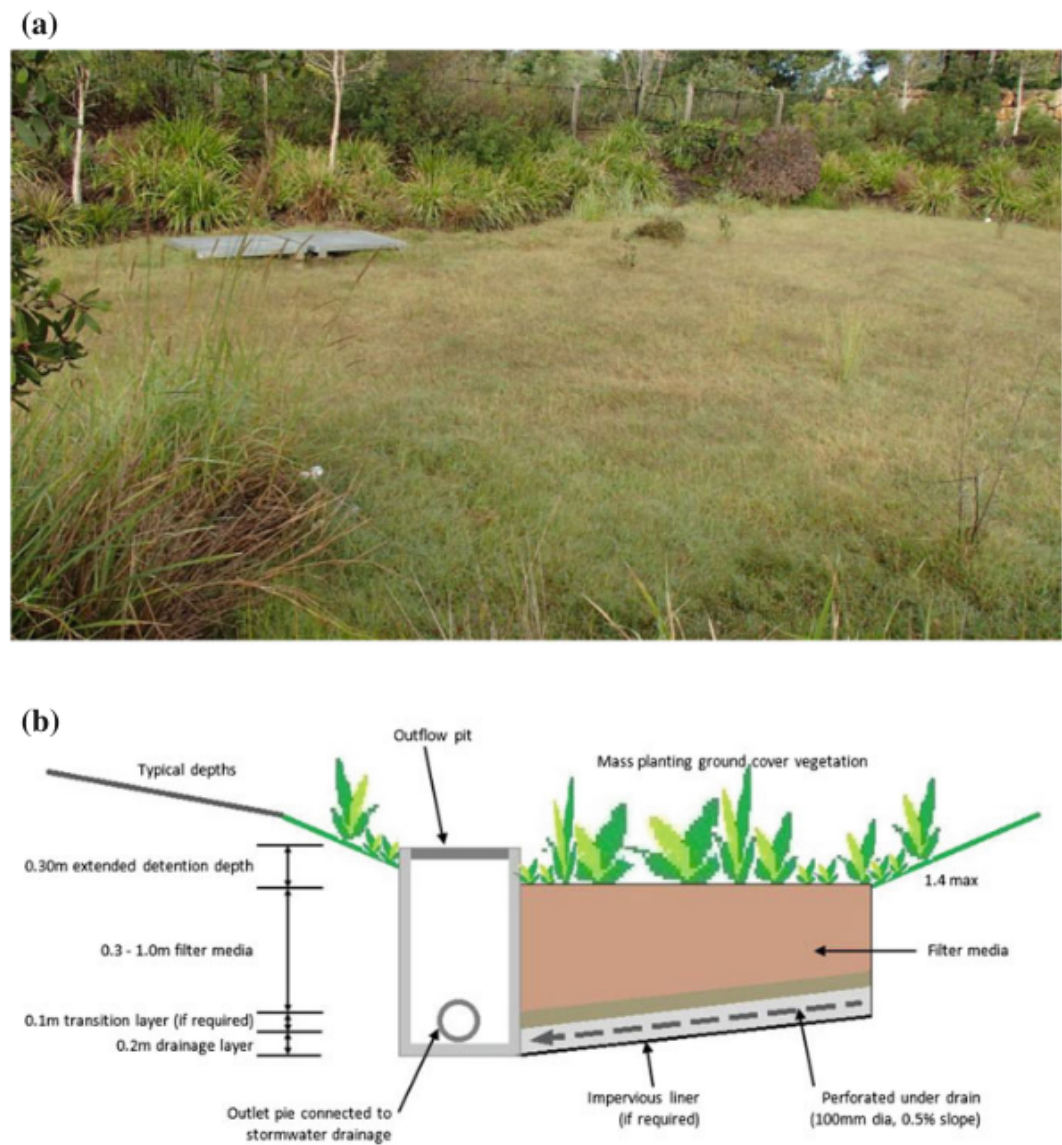 (a)
(b)
Outflow pit
Typical depths
Mass planting ground cover vegetation
0.30m extended detention depth
1.4 max
0.3 - 1.0m filter media
Filter media
0.1m transition layer (if required)
0.2m drainage layer
Outlet pie connected to
stormwater drainage
Impervious liner
(if required)
Perforated under drain
(100mm dia, 0.5% slope)